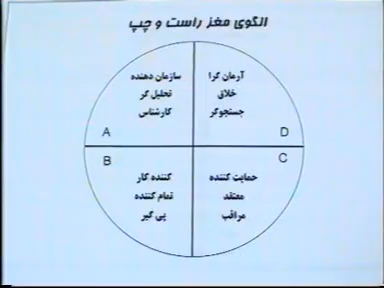 الگوی مغز راست و چپ
آرمان گرا
خلاق
جستجوگر
D
سازمان دهنده
تحلیل گر
کارشناس
A
حمایت کننده
معتقد
مراقب
C
کننده کار
تمام کننده
پی گیر
B